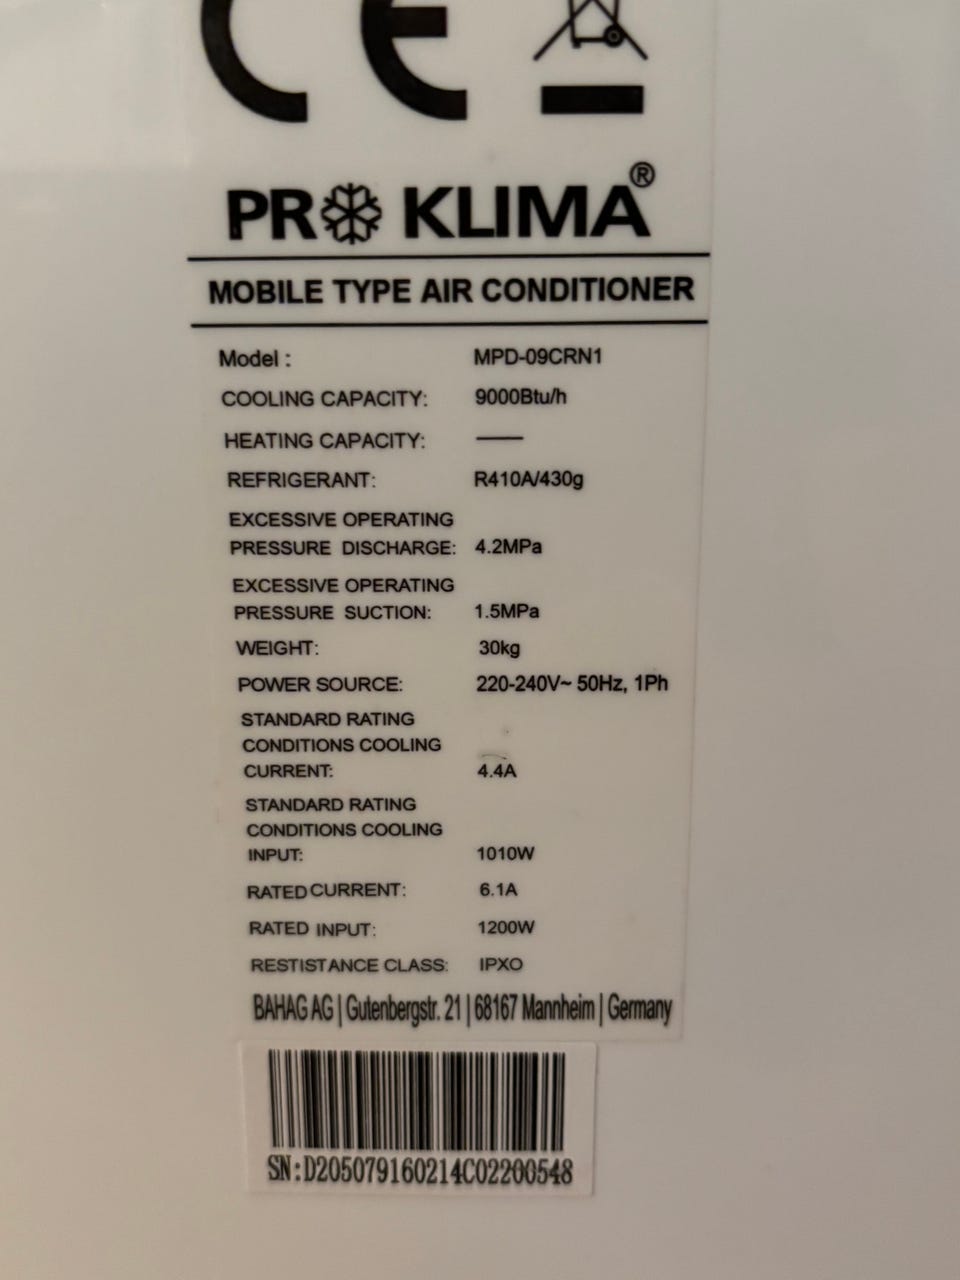 CE
PRO KLIMA®
MOBILE TYPE AIR CONDITIONER
Model : MPD-09CRN1
COOLING CAPACITY: 9000Btu/h
HEATING CAPACITY: —
REFRIGERANT: R410A/430g
EXCESSIVE OPERATING
PRESSURE DISCHARGE: 4.2MPa
EXCESSIVE OPERATING
PRESSURE SUCTION: 1.5MPa
WEIGHT: 30kg
POWER SOURCE: 220-240V~ 50Hz, 1Ph
STANDARD RATING
CONDITIONS COOLING
CURRENT: 4.4A
STANDARD RATING
CONDITIONS COOLING
INPUT: 1010W
RATED CURRENT: 6.1A
RATED INPUT: 1200W
RESTISTANCE CLASS: IPXO
BAHAG AG | Gutenbergstr. 21 | 68167 Mannheim | Germany
SN:D205079160214C02200548